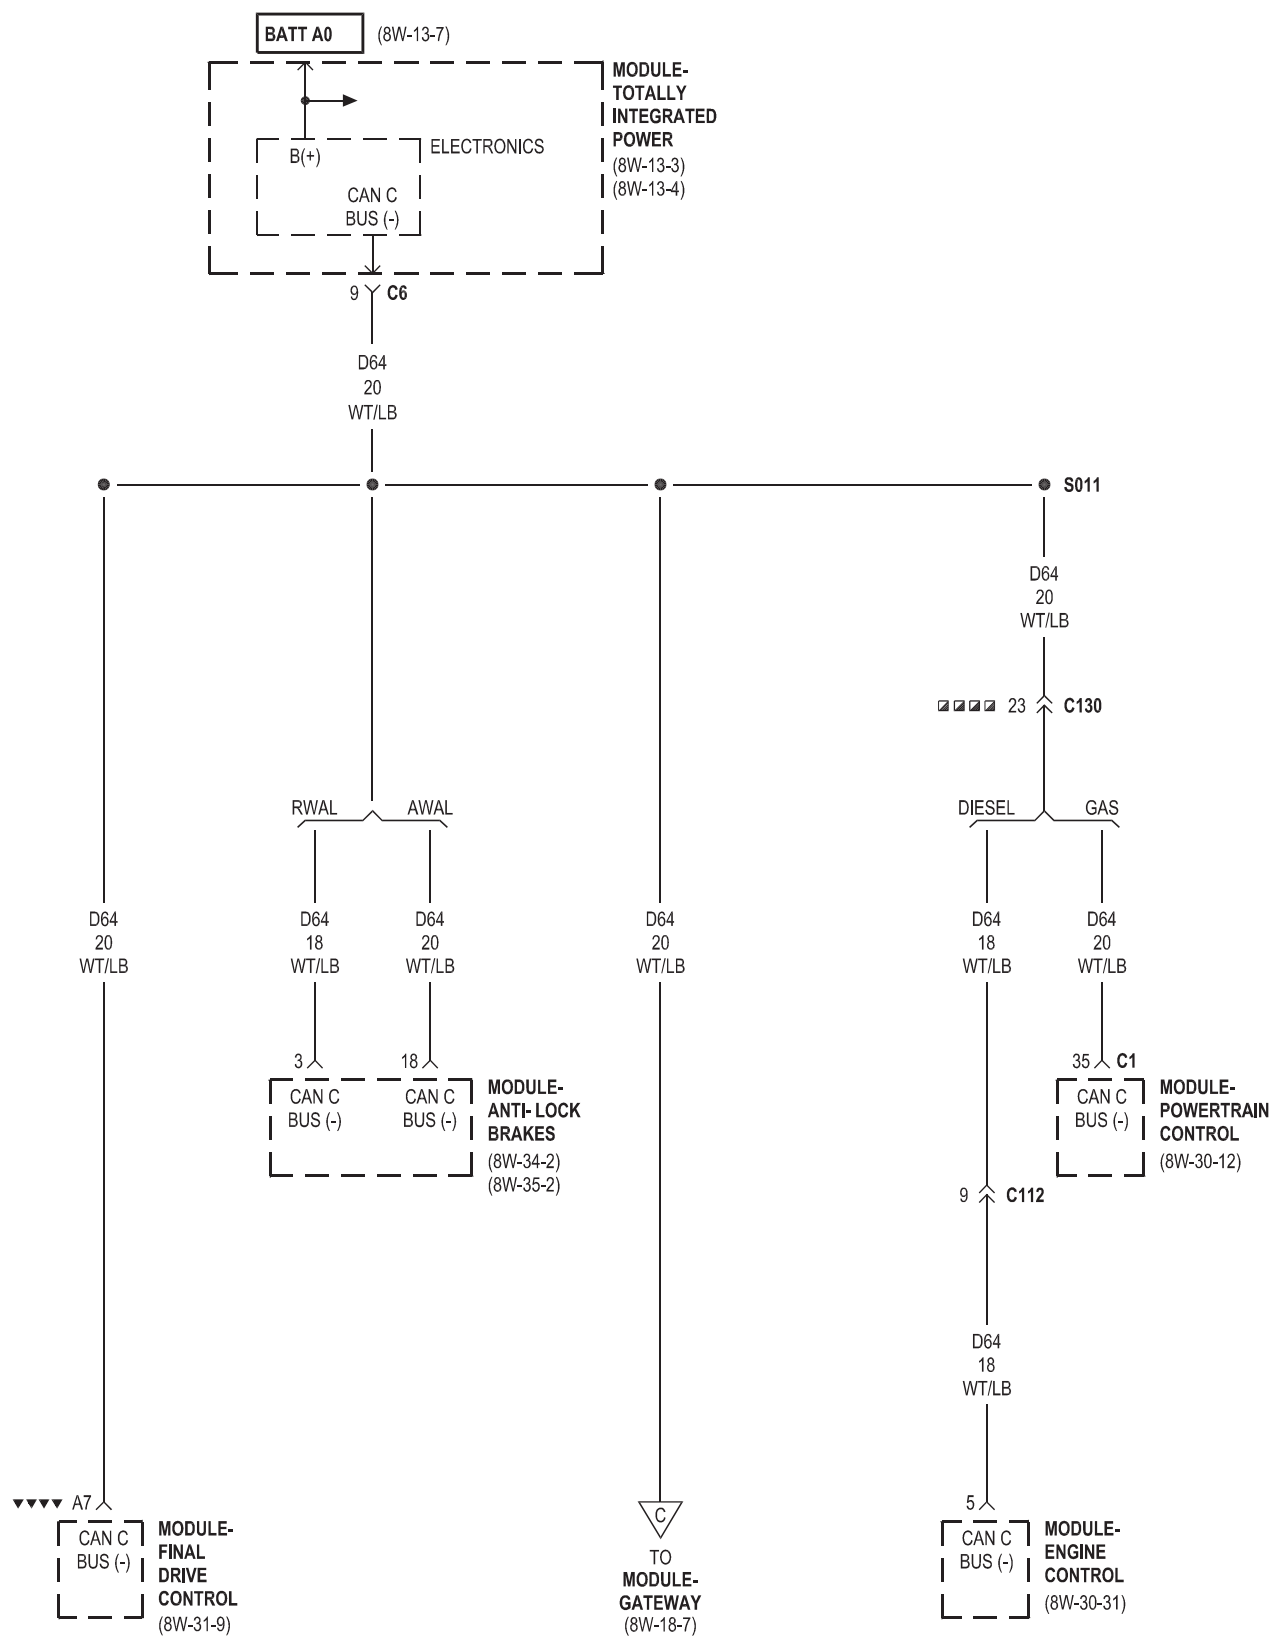 BATT A0 (8W-13-7)
MODULE-
TOTALLY
INTEGRATED
POWER
(8W-13-3)
(8W-13-4)
B(+)
ELECTRONICS
CAN C
BUS (-)
9 C6
D64
20
WT/LB
S011
D64
20
WT/LB
23 C130
RWAL AWAL
DIESEL GAS
D64
20
WT/LB
D64
18
WT/LB
D64
20
WT/LB
D64
20
WT/LB
D64
18
WT/LB
D64
20
WT/LB
3
18
35 C1
CAN C
BUS (-)
CAN C
BUS (-)
MODULE-
ANTI- LOCK
BRAKES
(8W-34-2)
(8W-35-2)
CAN C
BUS (-)
MODULE-
POWERTRAIN
CONTROL
(8W-30-12)
9 C112
D64
18
WT/LB
A7
CAN C
BUS (-)
MODULE-
FINAL
DRIVE
CONTROL
(8W-31-9)
C
TO
MODULE-
GATEWAY
(8W-18-7)
5
CAN C
BUS (-)
MODULE-
ENGINE
CONTROL
(8W-30-31)